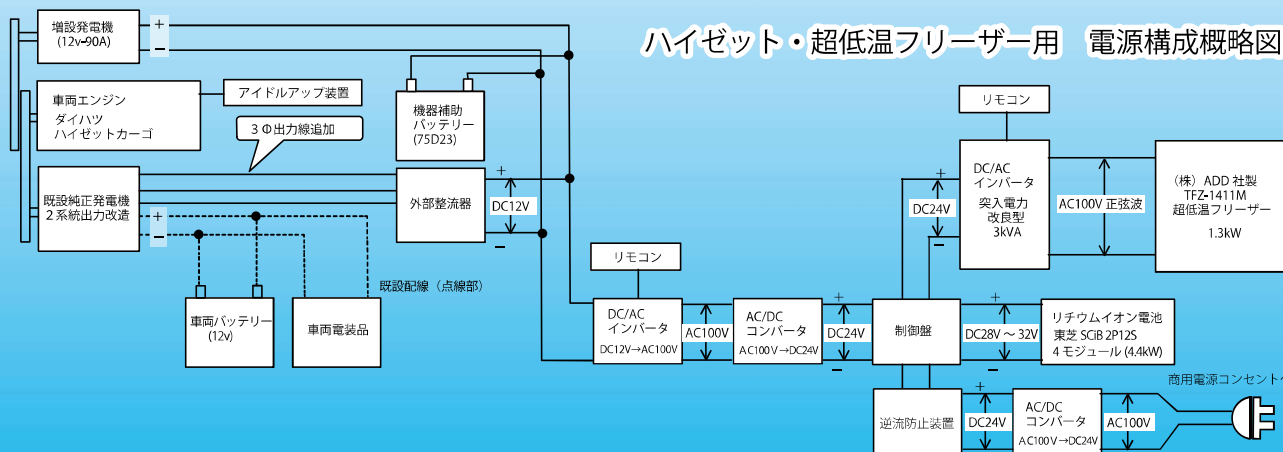 ハイゼット・超低温フリーザー用　電源構成概略図
増設発電機
(12v-90A)
+
−
車両エンジン
ダイハツ
ハイゼットカーゴ
アイドルアップ装置
3Φ出力線追加
機器補助
バッテリー
(75D23)
既設純正発電機
2系統出力改造
+
−
外部整流器
+
DC12V
−
既設配線（点線部）
車両バッテリー
(12v)
車両電装品
リモコン
DC/AC
インバータ
DC12V→AC100V
AC100V
AC/DC
コンバータ
AC100V→DC24V
+
DC24V
−
制御盤
+
DC24V
−
リモコン
DC/AC
インバータ
突入電力
改良型
3kVA
AC100V 正弦波
（株）ADD 社製
TFZ-1411M
超低温フリーザー
1.3kW
+
DC28V～32V
−
リチウムイオン電池
東芝 SCiB 2P12S
4 モジュール (4.4kW)
逆流防止装置
+
DC24V
−
AC/DC
コンバータ
AC100V→DC24V
AC100V
商用電源コンセントへ